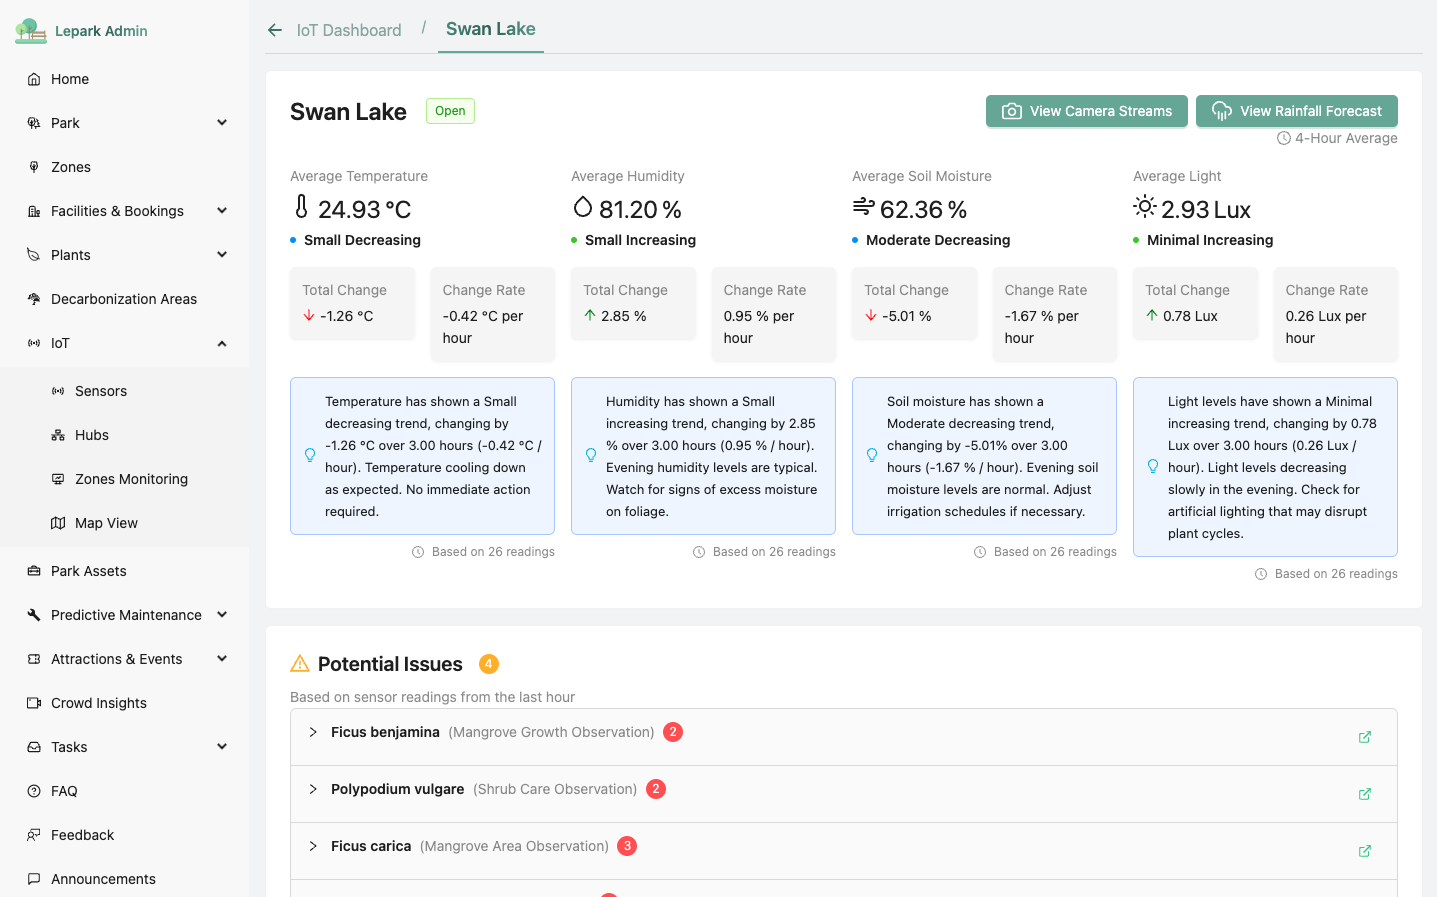 Lepark Admin
Home
Park
Zones
Facilities & Bookings
Plants
Decarbonization Areas
IoT
Sensors
Hubs
Zones Monitoring
Map View
Park Assets
Predictive Maintenance
Attractions & Events
Crowd Insights
Tasks
FAQ
Feedback
Announcements
IoT Dashboard / Swan Lake
Swan Lake Open
View Camera Streams View Rainfall Forecast
4-Hour Average
Average Temperature
24.93 °C
Small Decreasing
Total Change
-1.26 °C
Change Rate
-0.42 °C per
hour
Temperature has shown a Small
decreasing trend, changing by
-1.26 °C over 3.00 hours (-0.42 °C /
hour). Temperature cooling down
as expected. No immediate action
required.
Based on 26 readings
Average Humidity
81.20 %
Small Increasing
Total Change
2.85 %
Change Rate
0.95 % per
hour
Humidity has shown a Small
increasing trend, changing by 2.85
% over 3.00 hours (0.95 % / hour).
Evening humidity levels are typical.
Watch for signs of excess moisture
on foliage.
Based on 26 readings
Average Soil Moisture
62.36 %
Moderate Decreasing
Total Change
-5.01 %
Change Rate
-1.67 % per
hour
Soil moisture has shown a
Moderate decreasing trend,
changing by -5.01% over 3.00
hours (-1.67 % / hour). Evening soil
moisture levels are normal. Adjust
irrigation schedules if necessary.
Based on 26 readings
Average Light
2.93 Lux
Minimal Increasing
Total Change
0.78 Lux
Change Rate
0.26 Lux per
hour
Light levels have shown a Minimal
increasing trend, changing by 0.78
Lux over 3.00 hours (0.26 Lux /
hour). Light levels decreasing
slowly in the evening. Check for
artificial lighting that may disrupt
plant cycles.
Based on 26 readings
Potential Issues 4
Based on sensor readings from the last hour
Ficus benjamina (Mangrove Growth Observation) 2
Polypodium vulgare (Shrub Care Observation) 2
Ficus carica (Mangrove Area Observation) 3